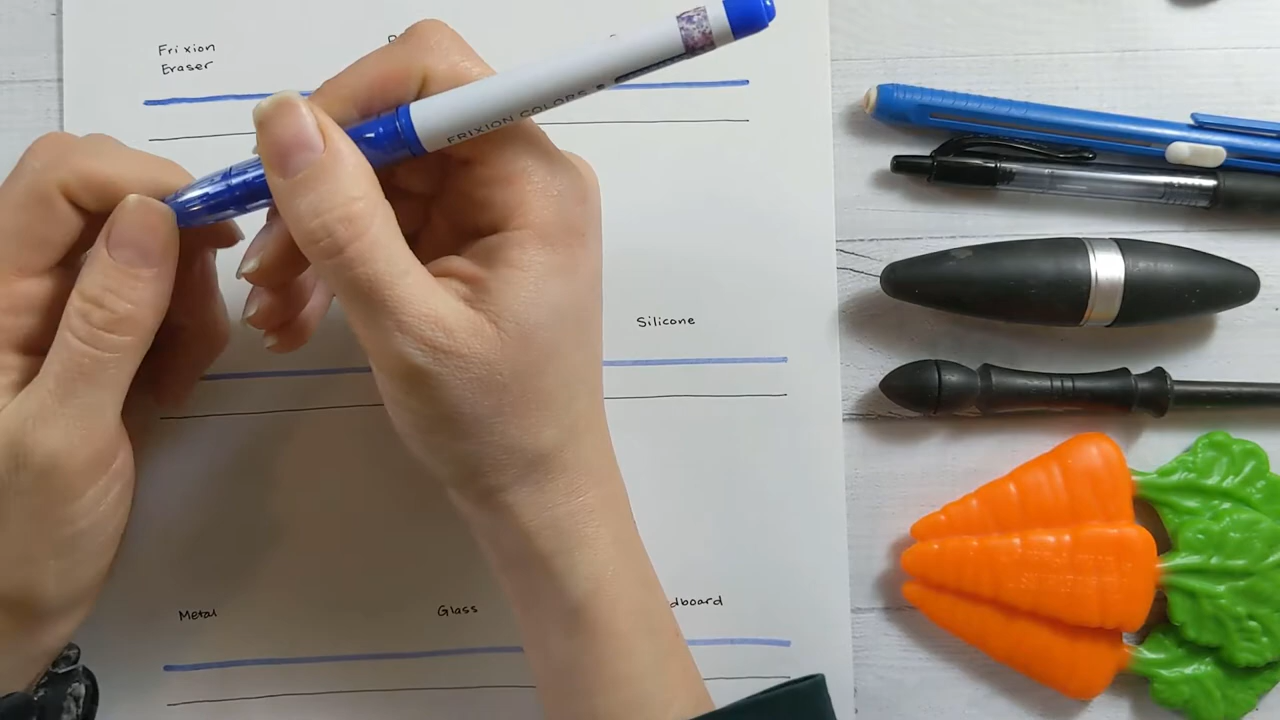 Frixion
Eraser
FRIXION COLORS
Silicone
Metal
Glass